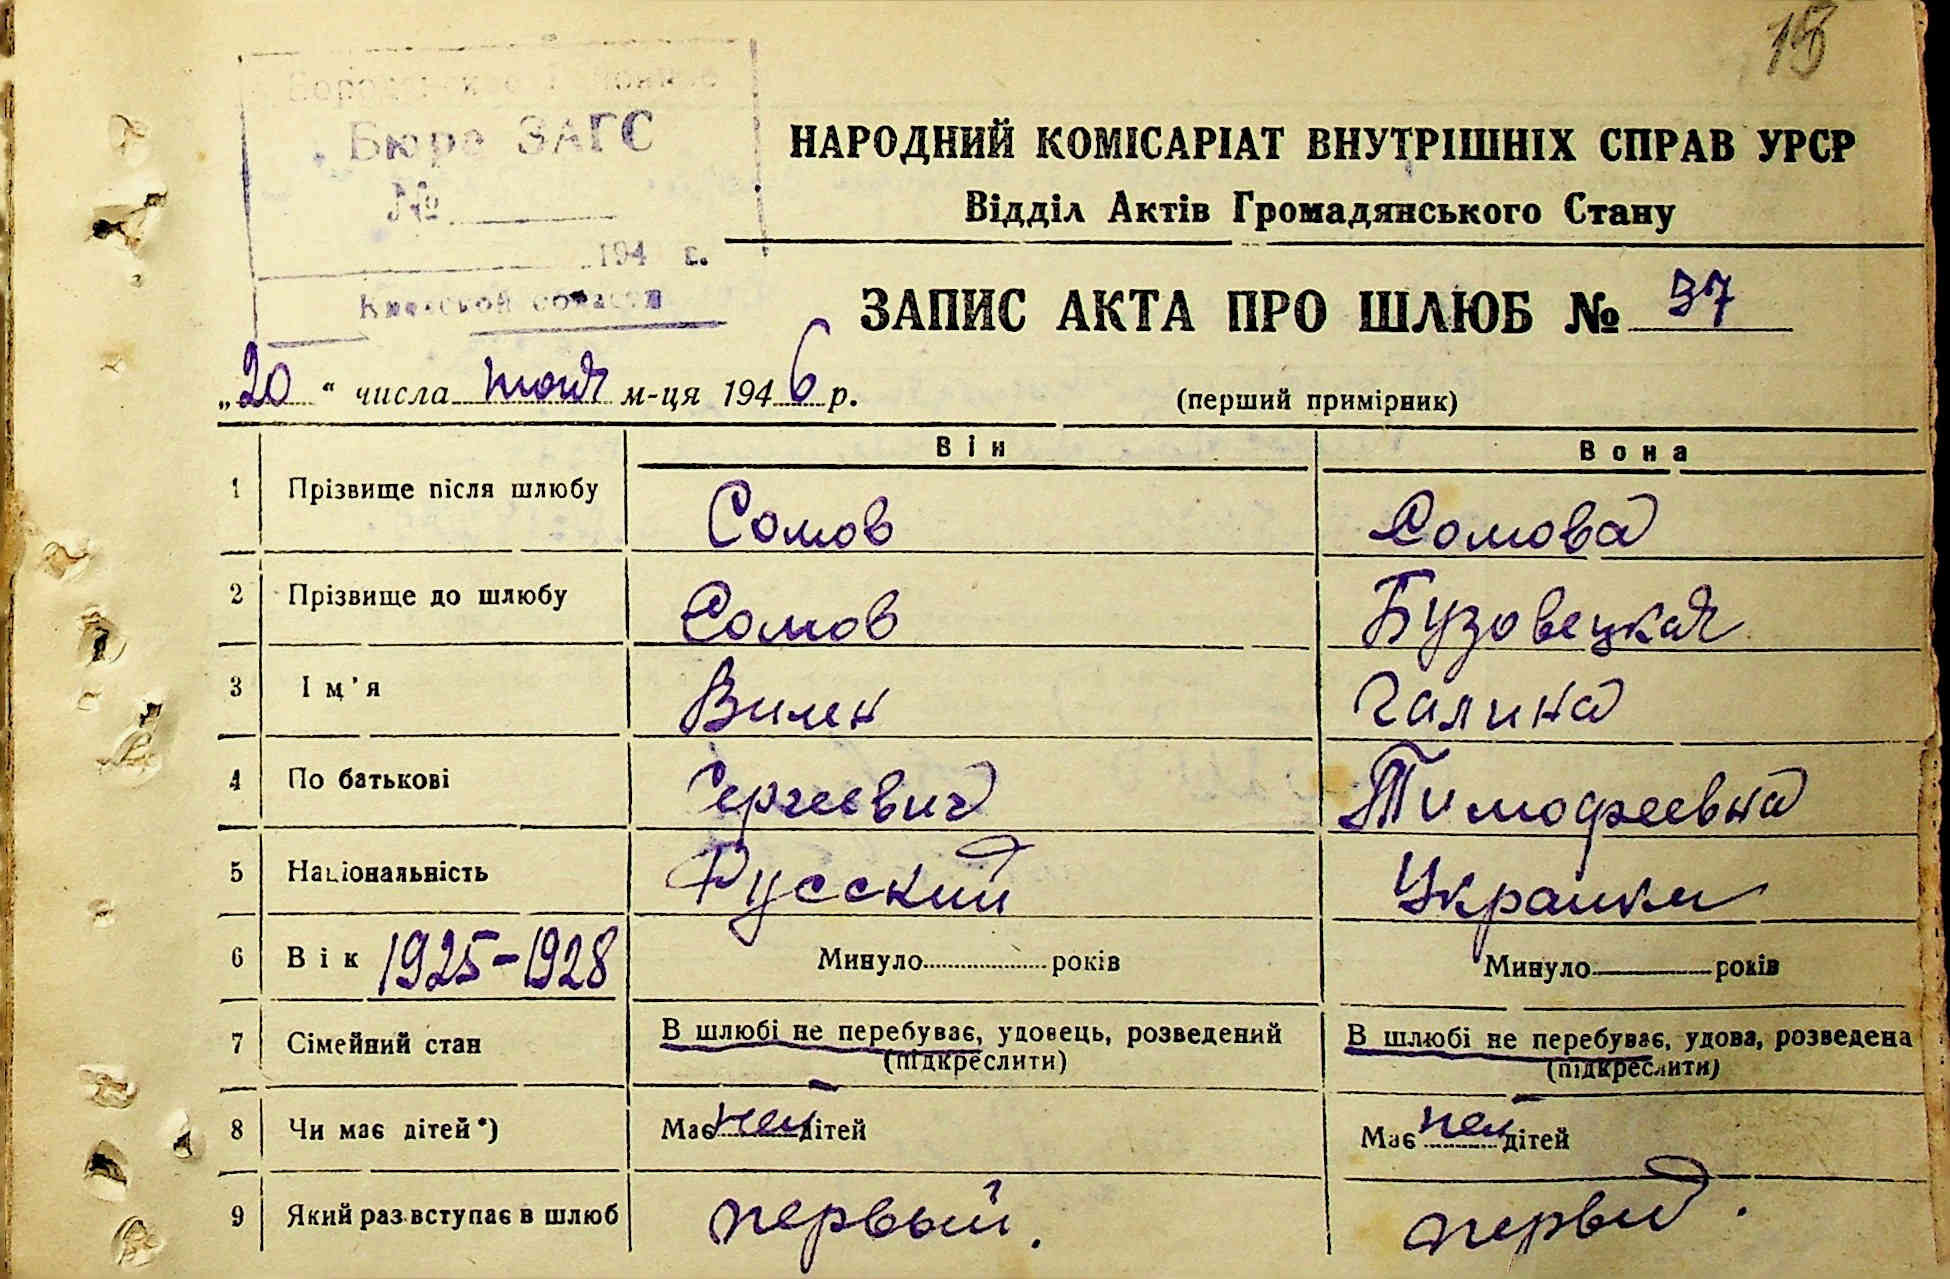 18
Бюро ЗАГС
№
194 г.
Киевской области
НАРОДНИЙ КОМІСАРІАТ ВНУТРІШНІХ СПРАВ УРСР
Відділ Актів Громадянського Стану
ЗАПИС АКТА ПРО ШЛЮБ № 37
„20“ числа м-ця 1946 р. (перший примірник)
Він Вона
1 Прізвище після шлюбу Сомов Сомова
2 Прізвище до шлюбу Сомов Бузовецкая
3 Ім'я Вилен Галина
4 По батькові Сергеевич Тимофеевна
5 Національність Русский Украинка
6 Вік 1925-1928 Минуло років Минуло років
7 Сімейний стан В шлюбі не перебуває, удовець, розведений (підкреслити) В шлюбі не перебуває, удова, розведена (підкреслити)
8 Чи має дітей*) Має нет дітей Має нет дітей
9 Який раз вступає в шлюб первый. первый.